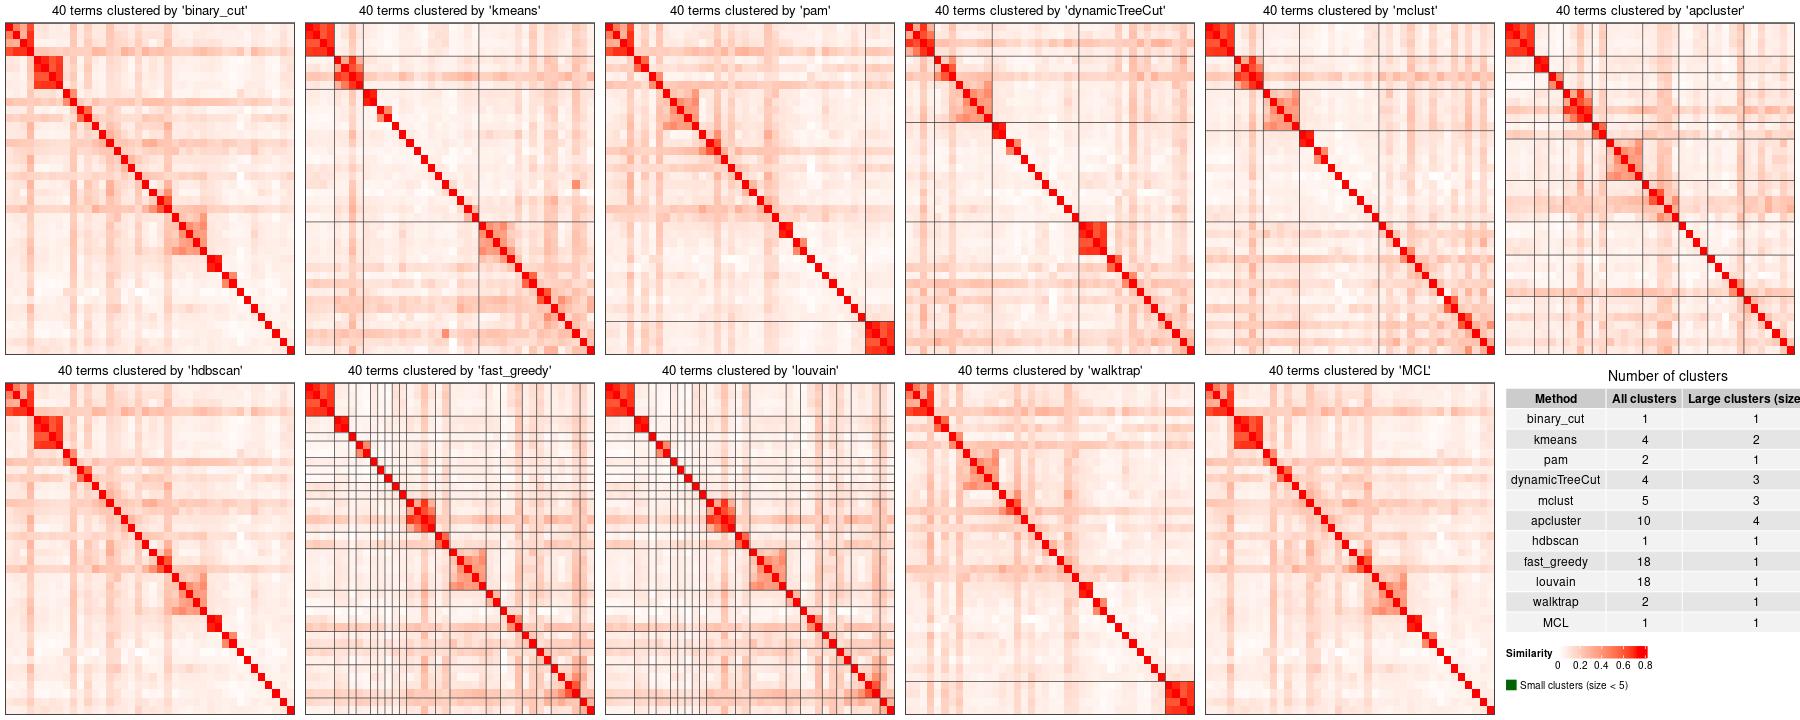 40 terms clustered by 'binary_cut'
40 terms clustered by 'kmeans'
40 terms clustered by 'pam'
40 terms clustered by 'dynamicTreeCut'
40 terms clustered by 'mclust'
40 terms clustered by 'apcluster'
40 terms clustered by 'hdbscan'
40 terms clustered by 'fast_greedy'
40 terms clustered by 'louvain'
40 terms clustered by 'walktrap'
40 terms clustered by 'MCL'
Number of clusters
Method All clusters Large clusters (size
binary_cut 1 1
kmeans 4 2
pam 2 1
dynamicTreeCut 4 3
mclust 5 3
apcluster 10 4
hdbscan 1 1
fast_greedy 18 1
louvain 18 1
walktrap 2 1
MCL 1 1
Similarity
0 0.2 0.4 0.6 0.8
Small clusters (size < 5)